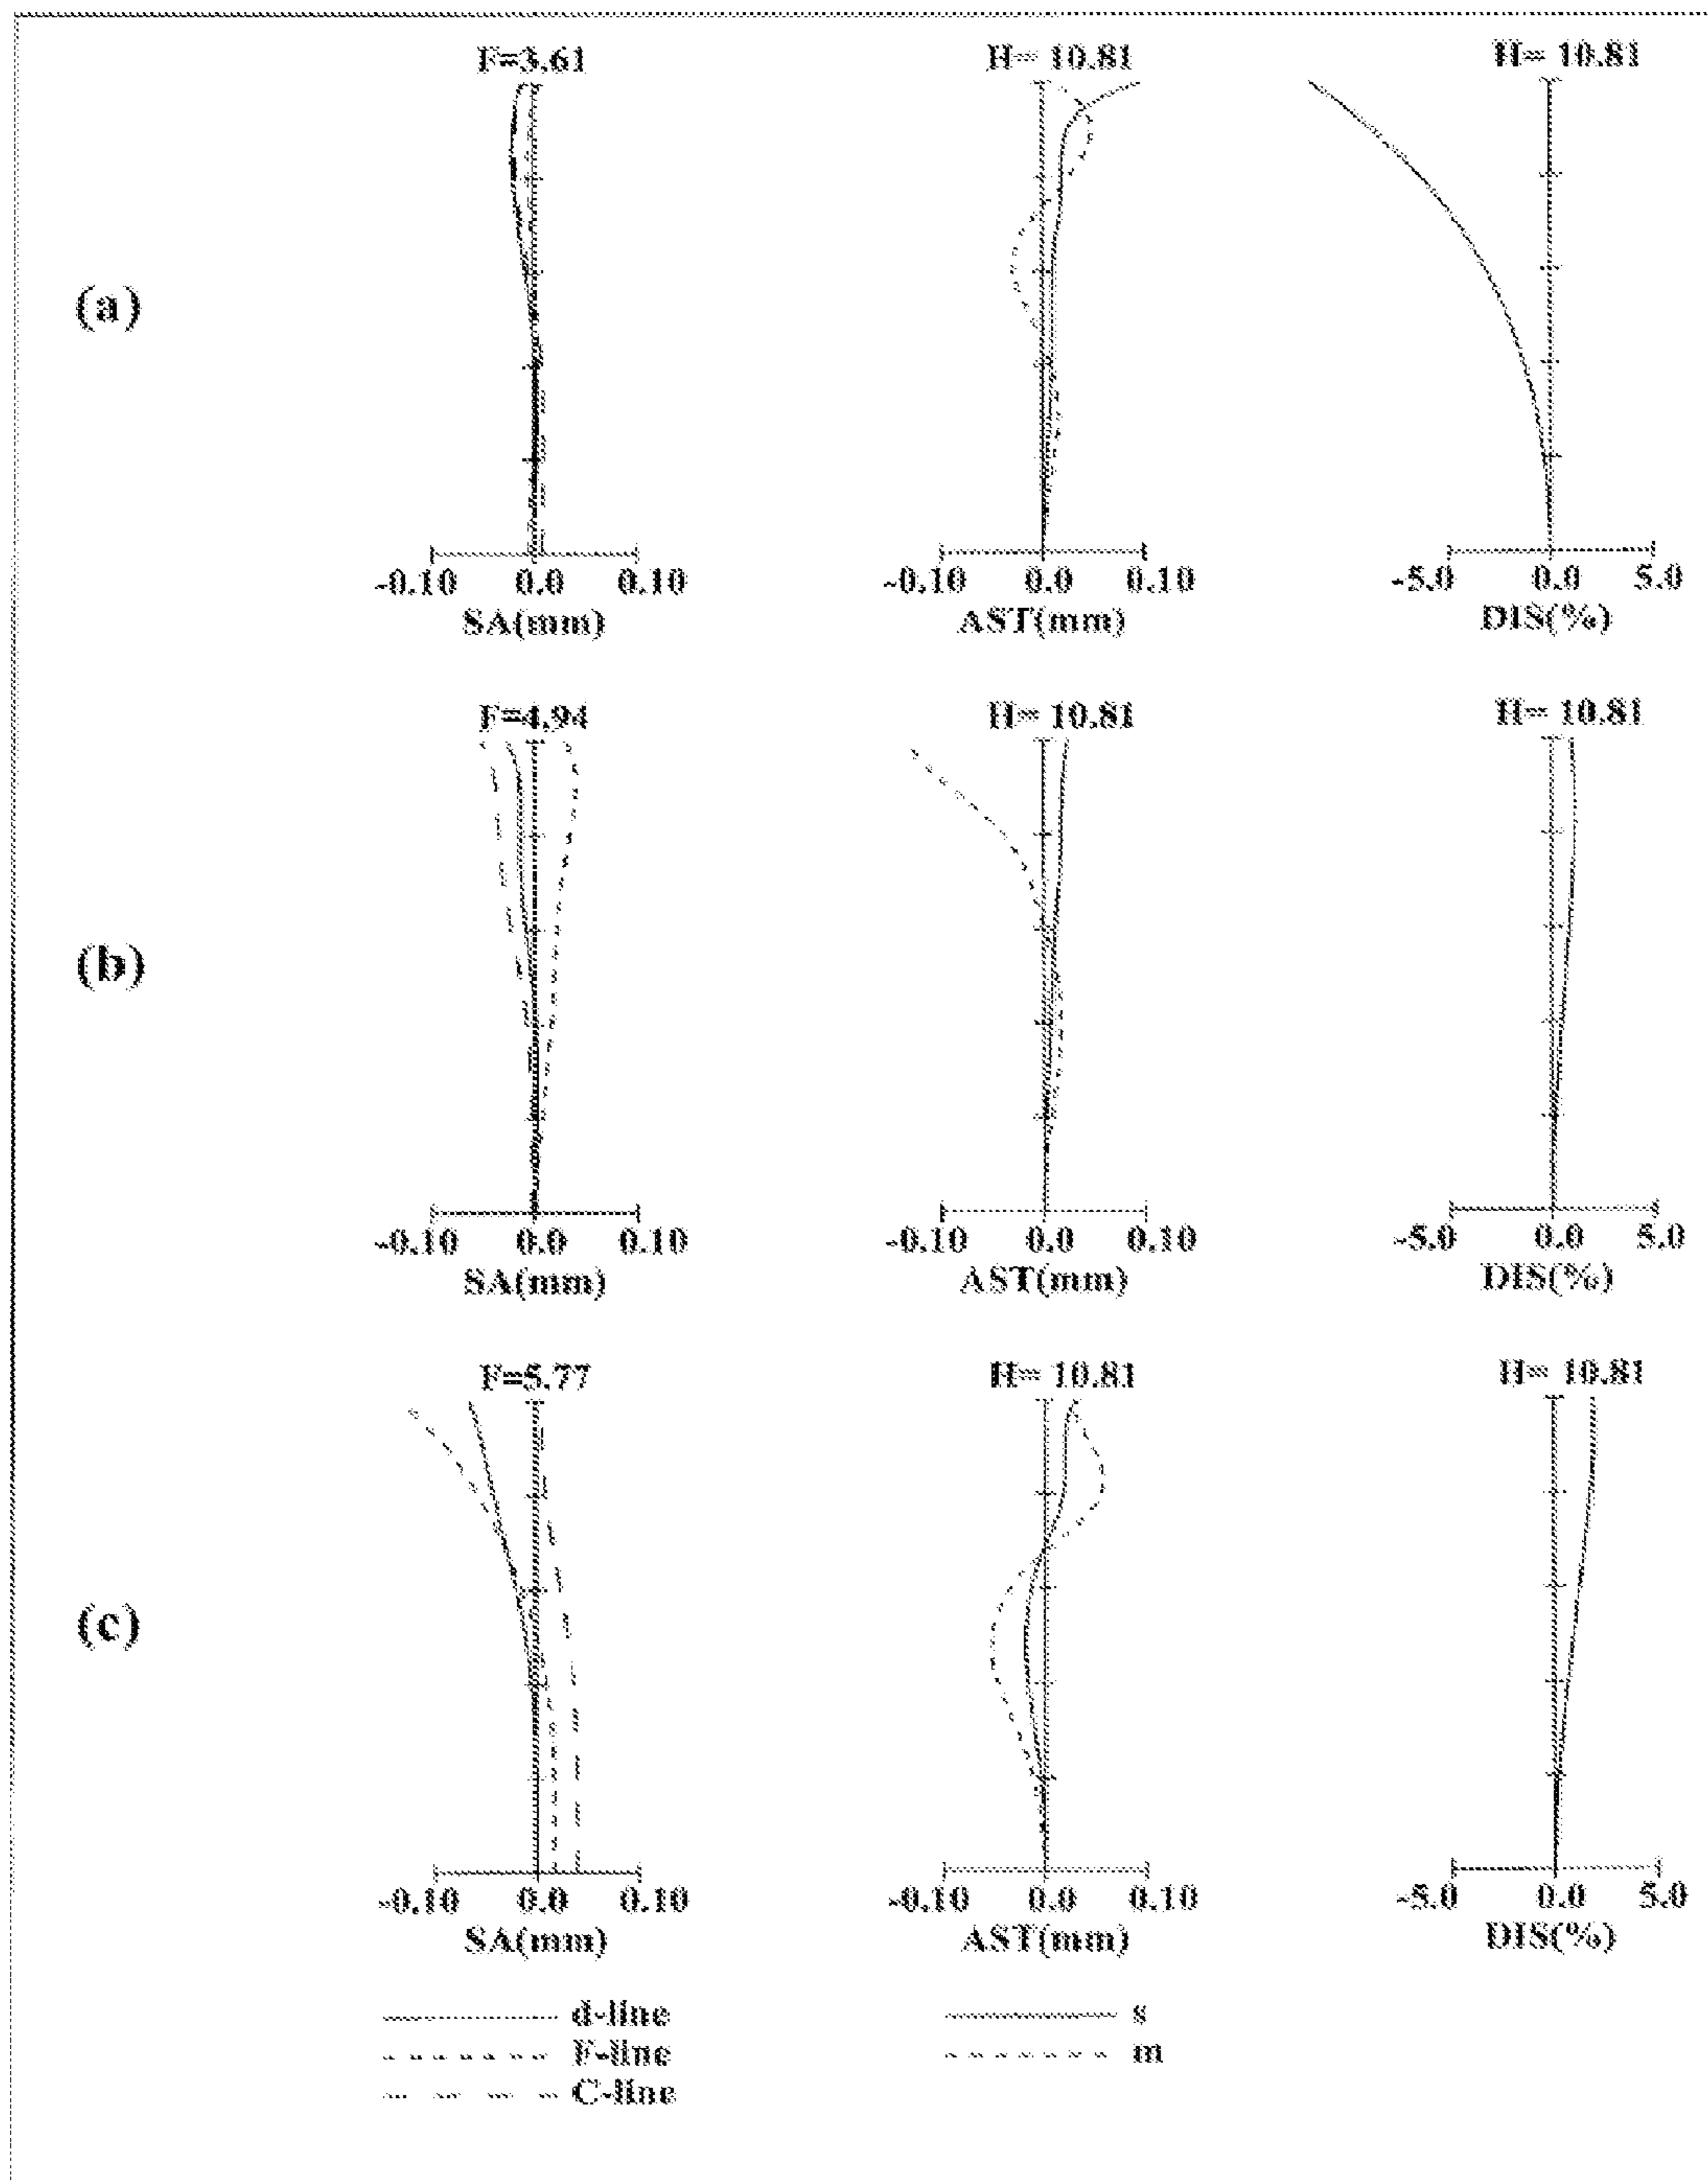 F=3.61 H= 10.81 H= 10.81
(a)
-0.10 0.0 0.10 -0.10 0.0 0.10 -5.0 0.0 5.0
SA(mm) AST(mm) DIS(%)
F=4.94 H= 10.81 H= 10.81
(b)
-0.10 0.0 0.10 -0.10 0.0 0.10 -5.0 0.0 5.0
SA(mm) AST(mm) DIS(%)
F=5.77 H= 10.81 H= 10.81
(c)
-0.10 0.0 0.10 -0.10 0.0 0.10 -5.0 0.0 5.0
SA(mm) AST(mm) DIS(%)
d-line s
F-line m
C-line